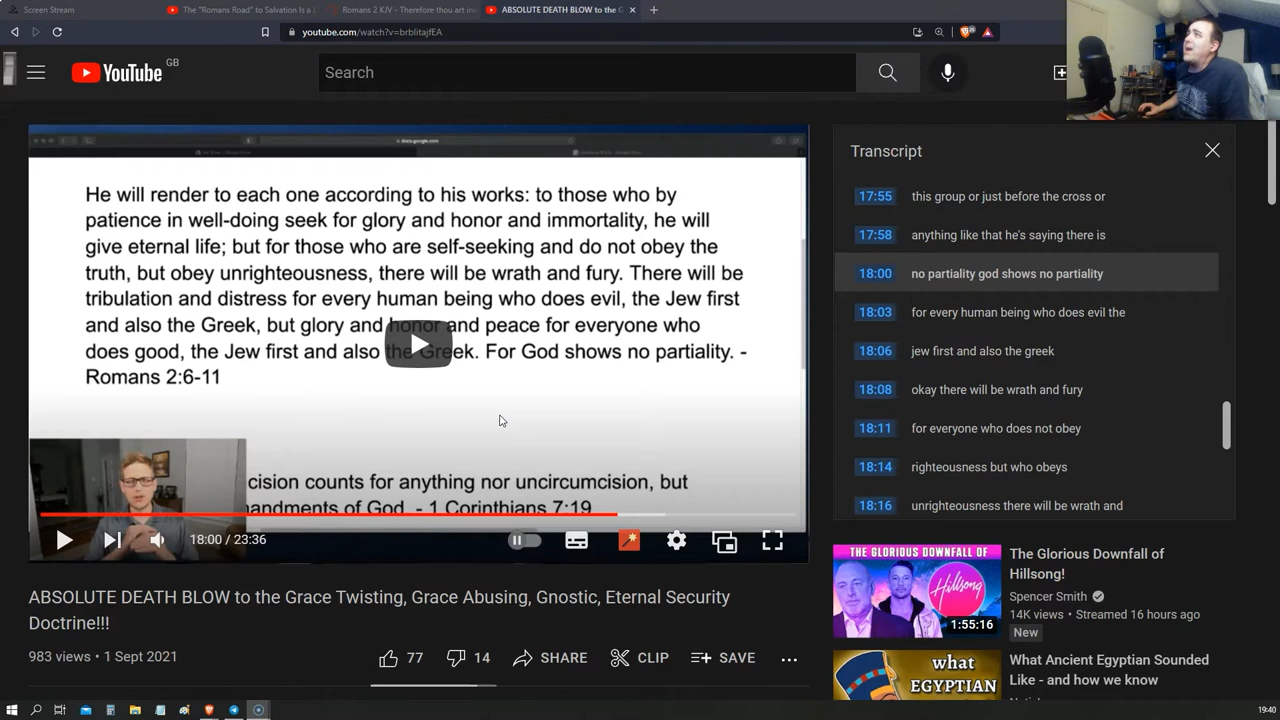 Screen Stream
The "Romans Road" to Salvation Is a L
Romans 2 KJV - Therefore thou art ine
ABSOLUTE DEATH BLOW to the G
youtube.com/watch?v=brbIitajfEA
YouTube GB
Search
docs.google.com
He will render to each one according to his works: to those who by
patience in well-doing seek for glory and honor and immortality, he will
give eternal life; but for those who are self-seeking and do not obey the
truth, but obey unrighteousness, there will be wrath and fury. There will be
tribulation and distress for every human being who does evil, the Jew first
and also the Greek, but glory and honor and peace for everyone who
does good, the Jew first and also the Greek. For God shows no partiality. -
Romans 2:6-11
cision counts for anything nor uncircumcision, but
andments of God. - 1 Corinthians 7:19
18:00 / 23:36
ABSOLUTE DEATH BLOW to the Grace Twisting, Grace Abusing, Gnostic, Eternal Security
Doctrine!!!
983 views • 1 Sept 2021
77
14
SHARE
CLIP
SAVE
Transcript
17:55 this group or just before the cross or
17:58 anything like that he's saying there is
18:00 no partiality god shows no partiality
18:03 for every human being who does evil the
18:06 jew first and also the greek
18:08 okay there will be wrath and fury
18:11 for everyone who does not obey
18:14 righteousness but who obeys
18:16 unrighteousness there will be wrath and
THE GLORIOUS DOWNFALL OF
Hillsong
1:55:16
The Glorious Downfall of
Hillsong!
Spencer Smith
14K views • Streamed 16 hours ago
New
what
EGYPTIAN
What Ancient Egyptian Sounded
Like - and how we know
19:40